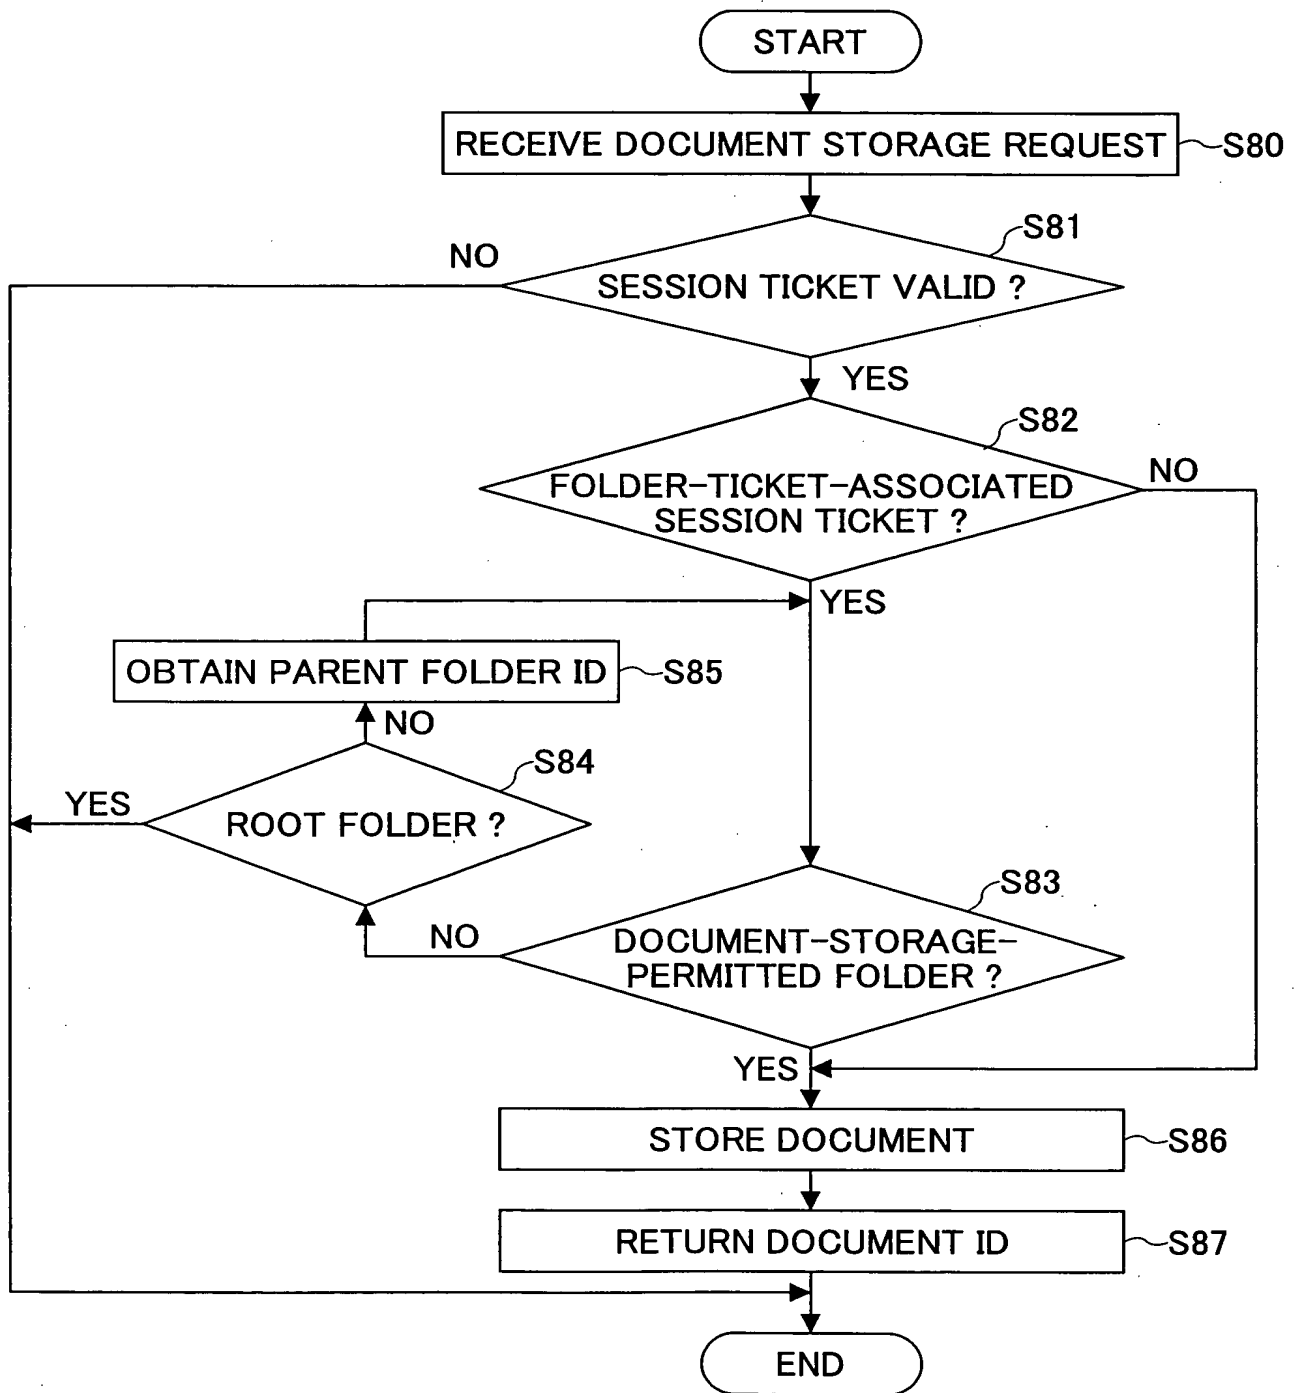 START
RECEIVE DOCUMENT STORAGE REQUEST
S80
S81
NO
SESSION TICKET VALID ?
YES
S82
NO
FOLDER-TICKET-ASSOCIATED
SESSION TICKET ?
YES
OBTAIN PARENT FOLDER ID
S85
NO
S84
YES
ROOT FOLDER ?
S83
NO
DOCUMENT-STORAGE-
PERMITTED FOLDER ?
YES
STORE DOCUMENT
S86
RETURN DOCUMENT ID
S87
END